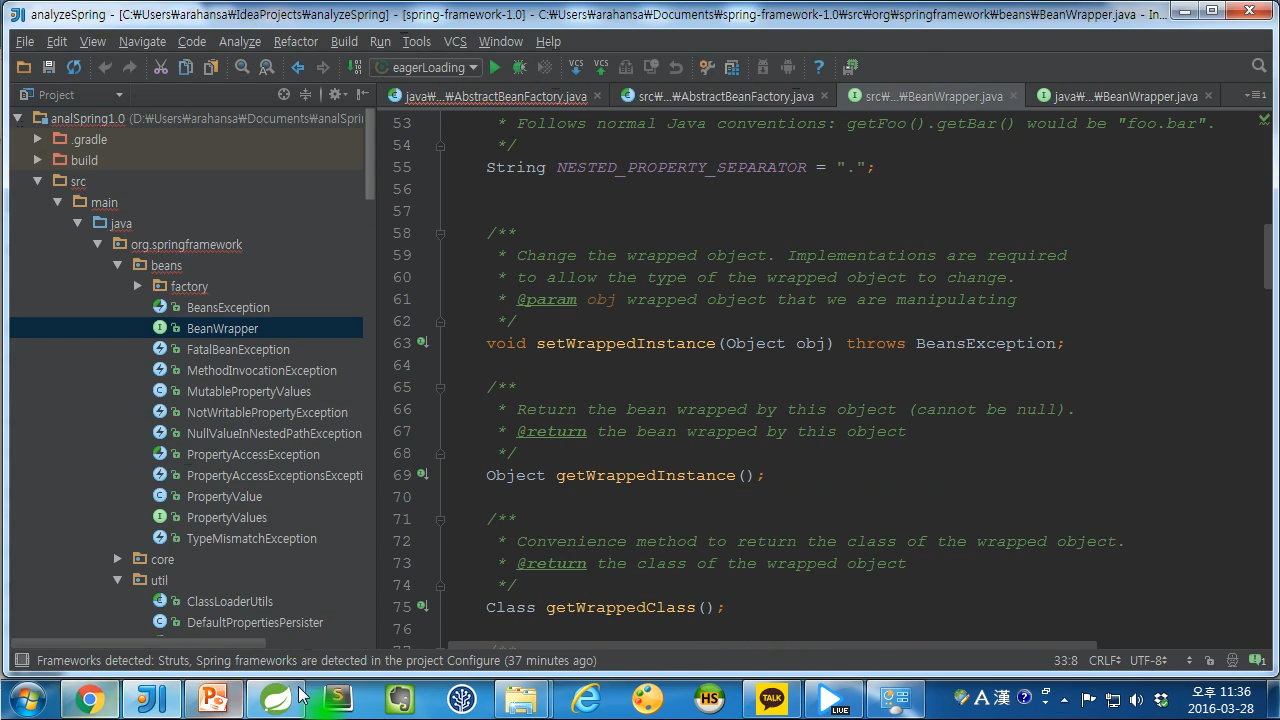 analyzeSpring - [C:₩Users₩arahansa₩IdeaProjects₩analyzeSpring] - [spring-framework-1.0] - C:₩Users₩arahansa₩Documents₩spring-framework-1.0₩src₩org₩springframework₩beans₩BeanWrapper.java - In...
File Edit View Navigate Code Analyze Refactor Build Run Tools VCS Window Help
eagerLoading
VCS VCS
Project
java₩...₩AbstractBeanFactory.java
src₩...₩AbstractBeanFactory.java
src₩...₩BeanWrapper.java
java₩...₩BeanWrapper.java
analSpring1.0 (D:₩Users₩arahansa₩Documents₩analSpri
.gradle
build
src
main
java
org.springframework
beans
factory
BeansException
BeanWrapper
FatalBeanException
MethodInvocationException
MutablePropertyValues
NotWritablePropertyException
NullValueInNestedPathException
PropertyAccessException
PropertyAccessExceptionsExcepti
PropertyValue
PropertyValues
TypeMismatchException
core
util
ClassLoaderUtils
DefaultPropertiesPersister
53 * Follows normal Java conventions: getFoo().getBar() would be "foo.bar".
54 */
55 String NESTED_PROPERTY_SEPARATOR = ".";
56
57
58 /**
59 * Change the wrapped object. Implementations are required
60 * to allow the type of the wrapped object to change.
61 * @param obj wrapped object that we are manipulating
62 */
63 void setWrappedInstance(Object obj) throws BeansException;
64
65 /**
66 * Return the bean wrapped by this object (cannot be null).
67 * @return the bean wrapped by this object
68 */
69 Object getWrappedInstance();
70
71 /**
72 * Convenience method to return the class of the wrapped object.
73 * @return the class of the wrapped object
74 */
75 Class getWrappedClass();
76
Frameworks detected: Struts, Spring frameworks are detected in the project Configure (37 minutes ago)
33:8 CRLF UTF-8
HS
TALK
LIVE
A 漢
오후 11:36
2016-03-28